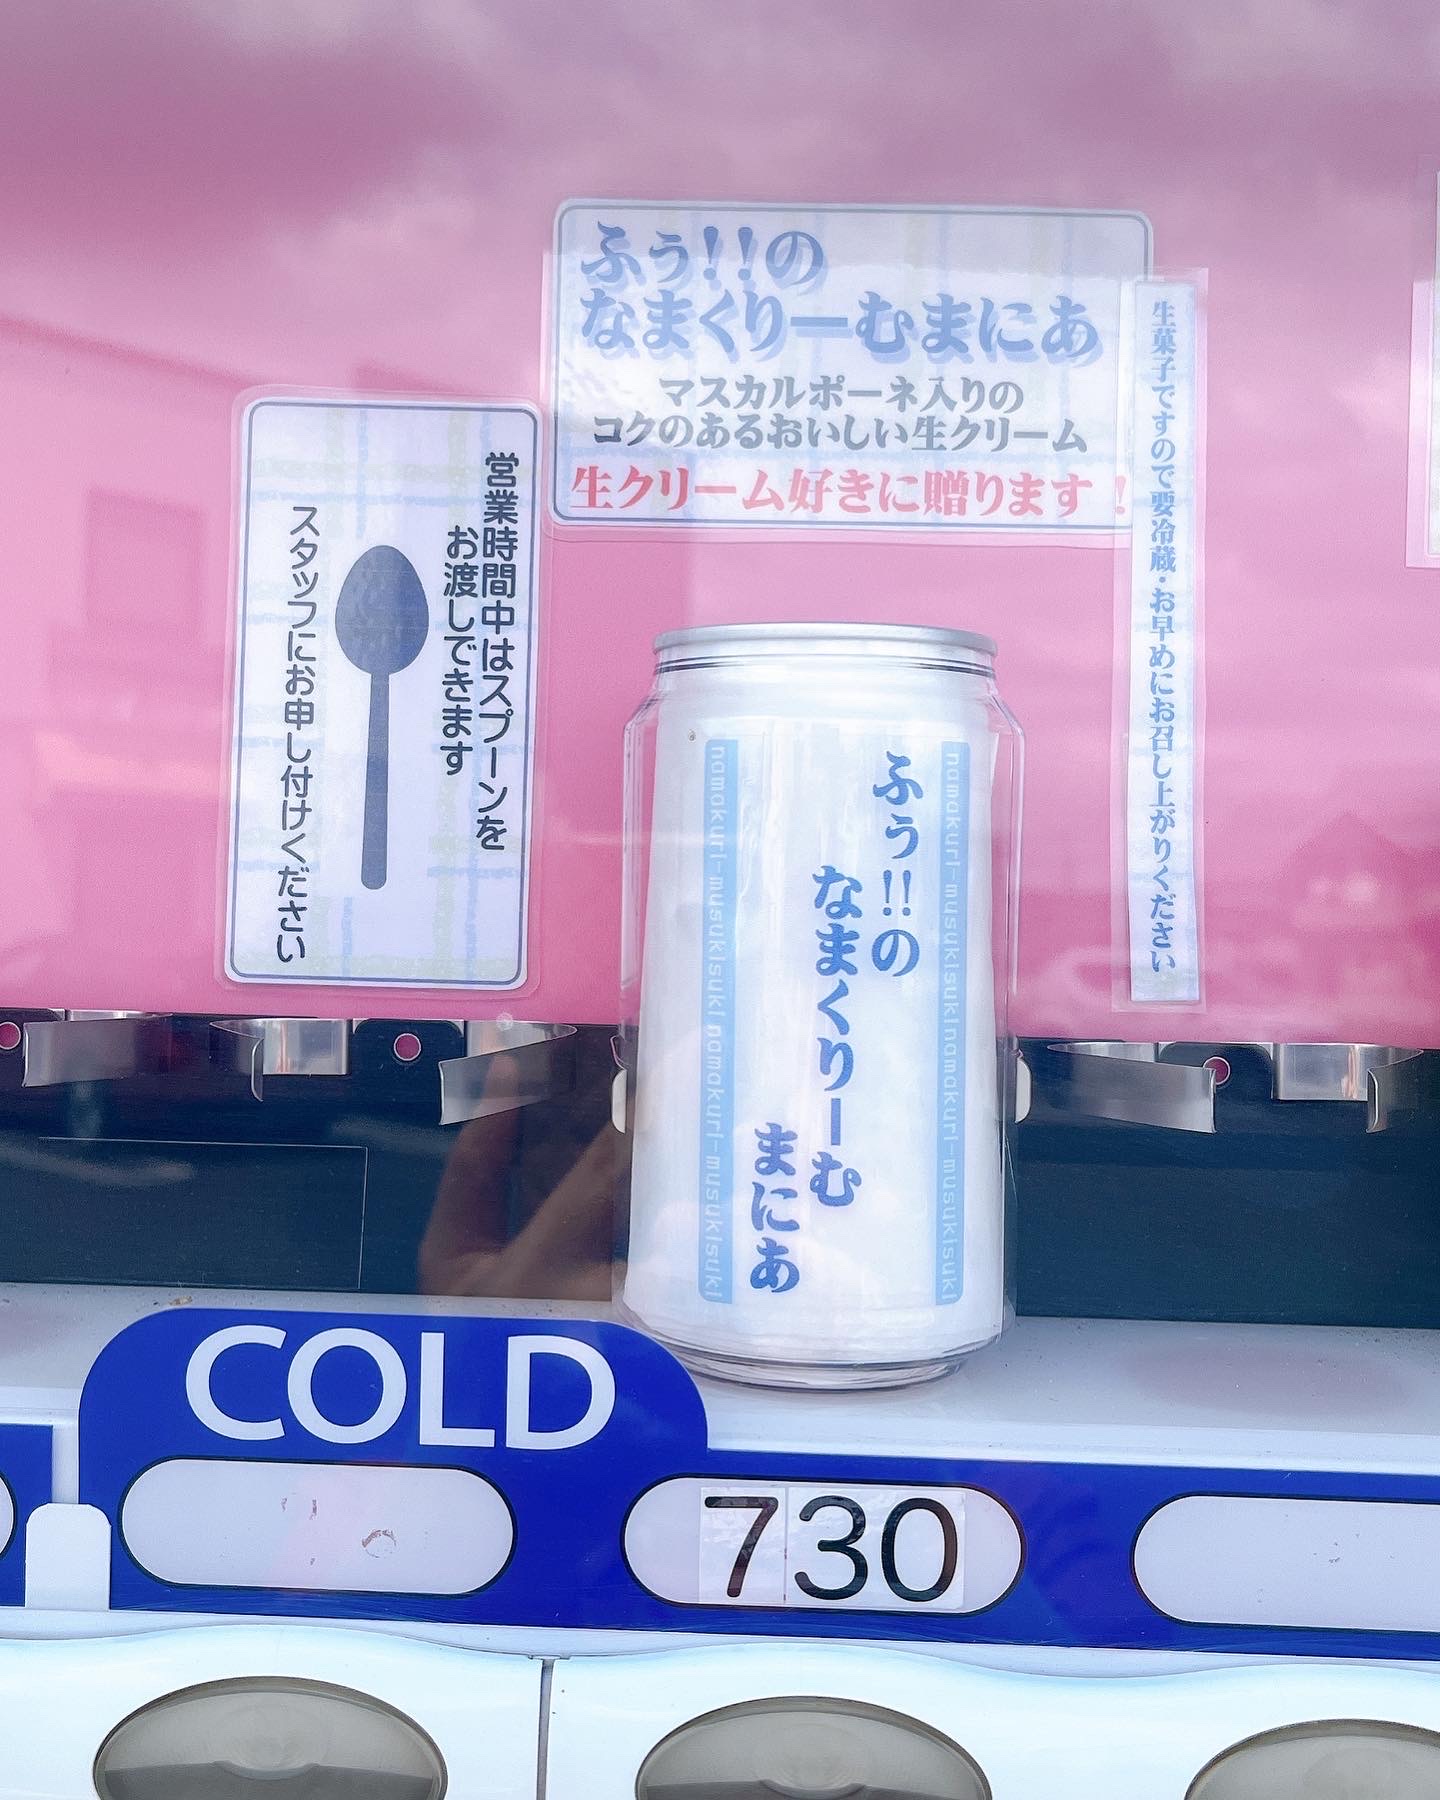 ふぅ!!の
なまくりーむまにあ
マスカルポーネ入りの
コクのあるおいしい生クリーム
生クリーム好きに贈ります!
生菓子ですので要冷蔵・お早めにお召し上がりください
営業時間中はスプーンを
お渡しできます
スタッフにお申し付けください
namakuri-musukisuki namakuri-musukisuki
ふぅ!!の
なまくりーむ
まにあ
namakuri-musukisuki namakuri-musukisuki
COLD
730